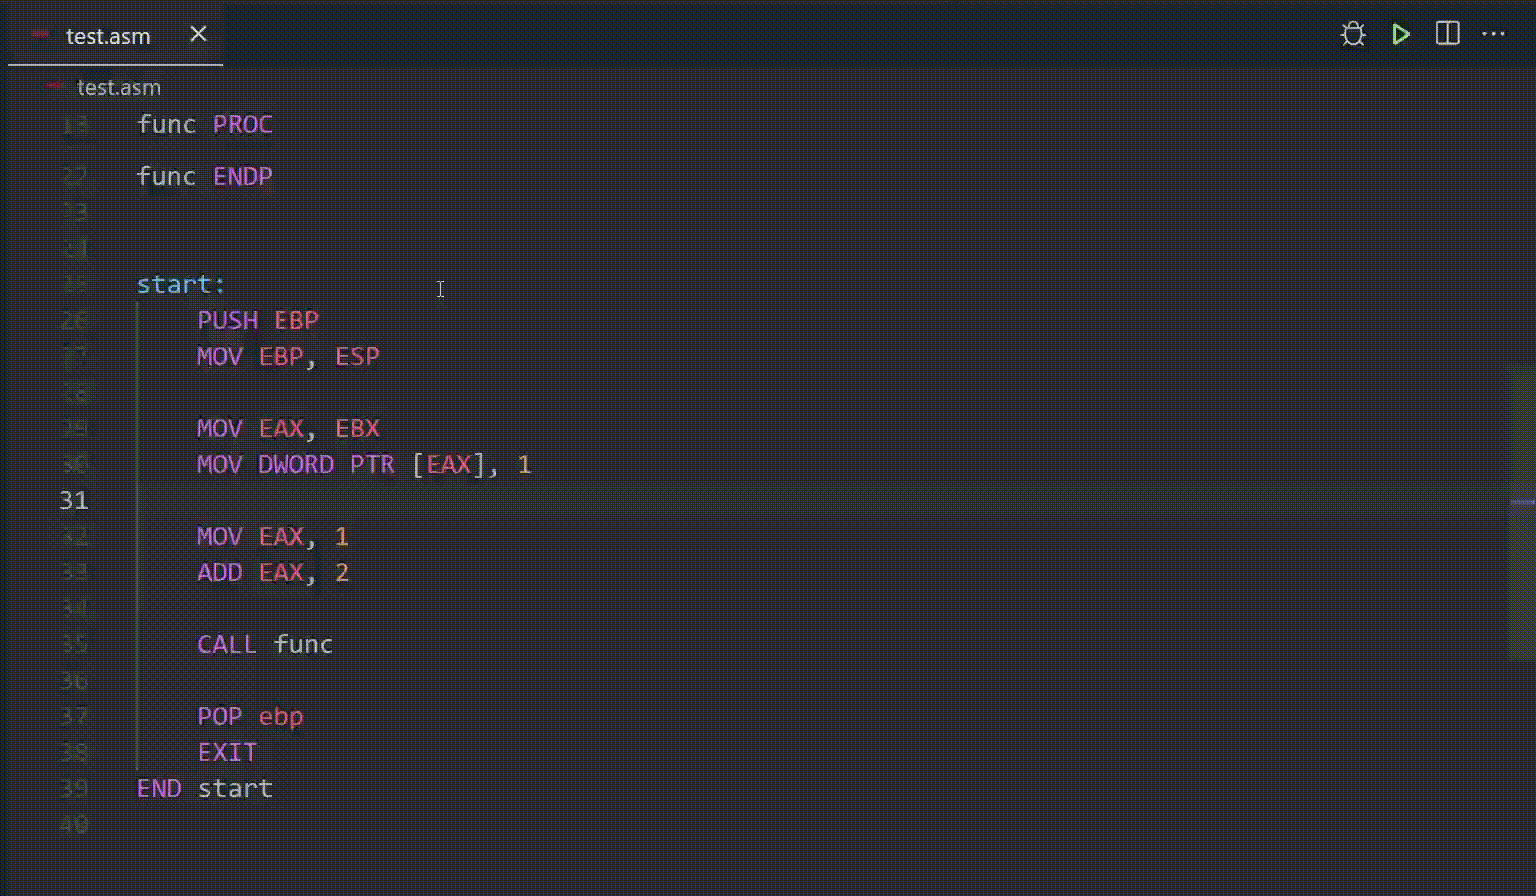 test.asm
test.asm
13 func PROC
22 func ENDP
23
24
25 start:
26 PUSH EBP
27 MOV EBP, ESP
28
29 MOV EAX, EBX
30 MOV DWORD PTR [EAX], 1
31
32 MOV EAX, 1
33 ADD EAX, 2
34
35 CALL func
36
37 POP ebp
38 EXIT
39 END start
40